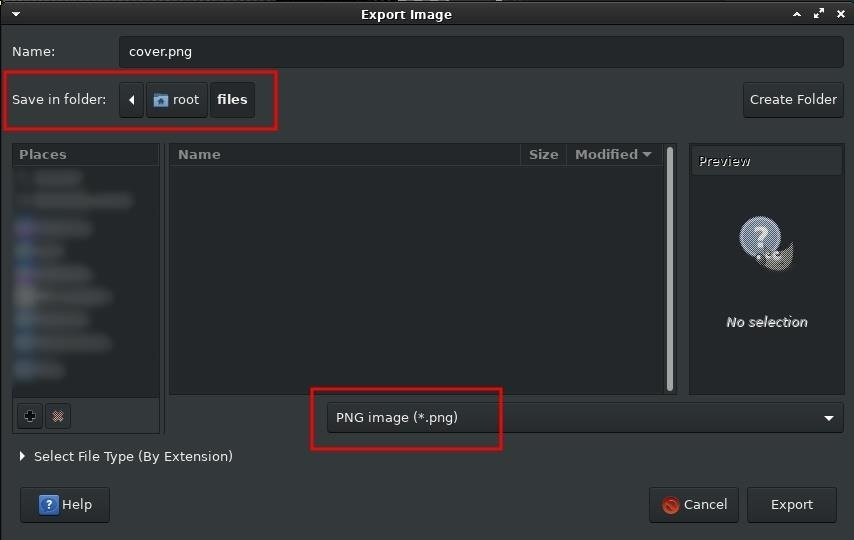 Export Image
Name: cover.png
Save in folder: root files Create Folder
Places Name Size Modified Preview
No selection
PNG image (*.png)
Select File Type (By Extension)
Help Cancel Export